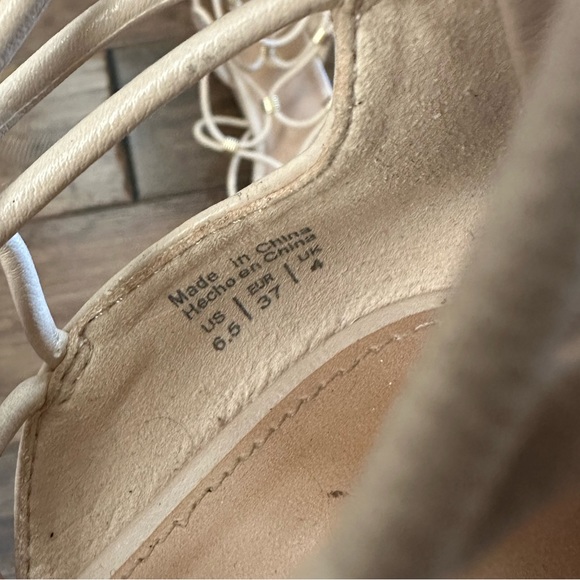 Made in China
Hecho en China
US | EUR | UK
6.5 | 37 | 4